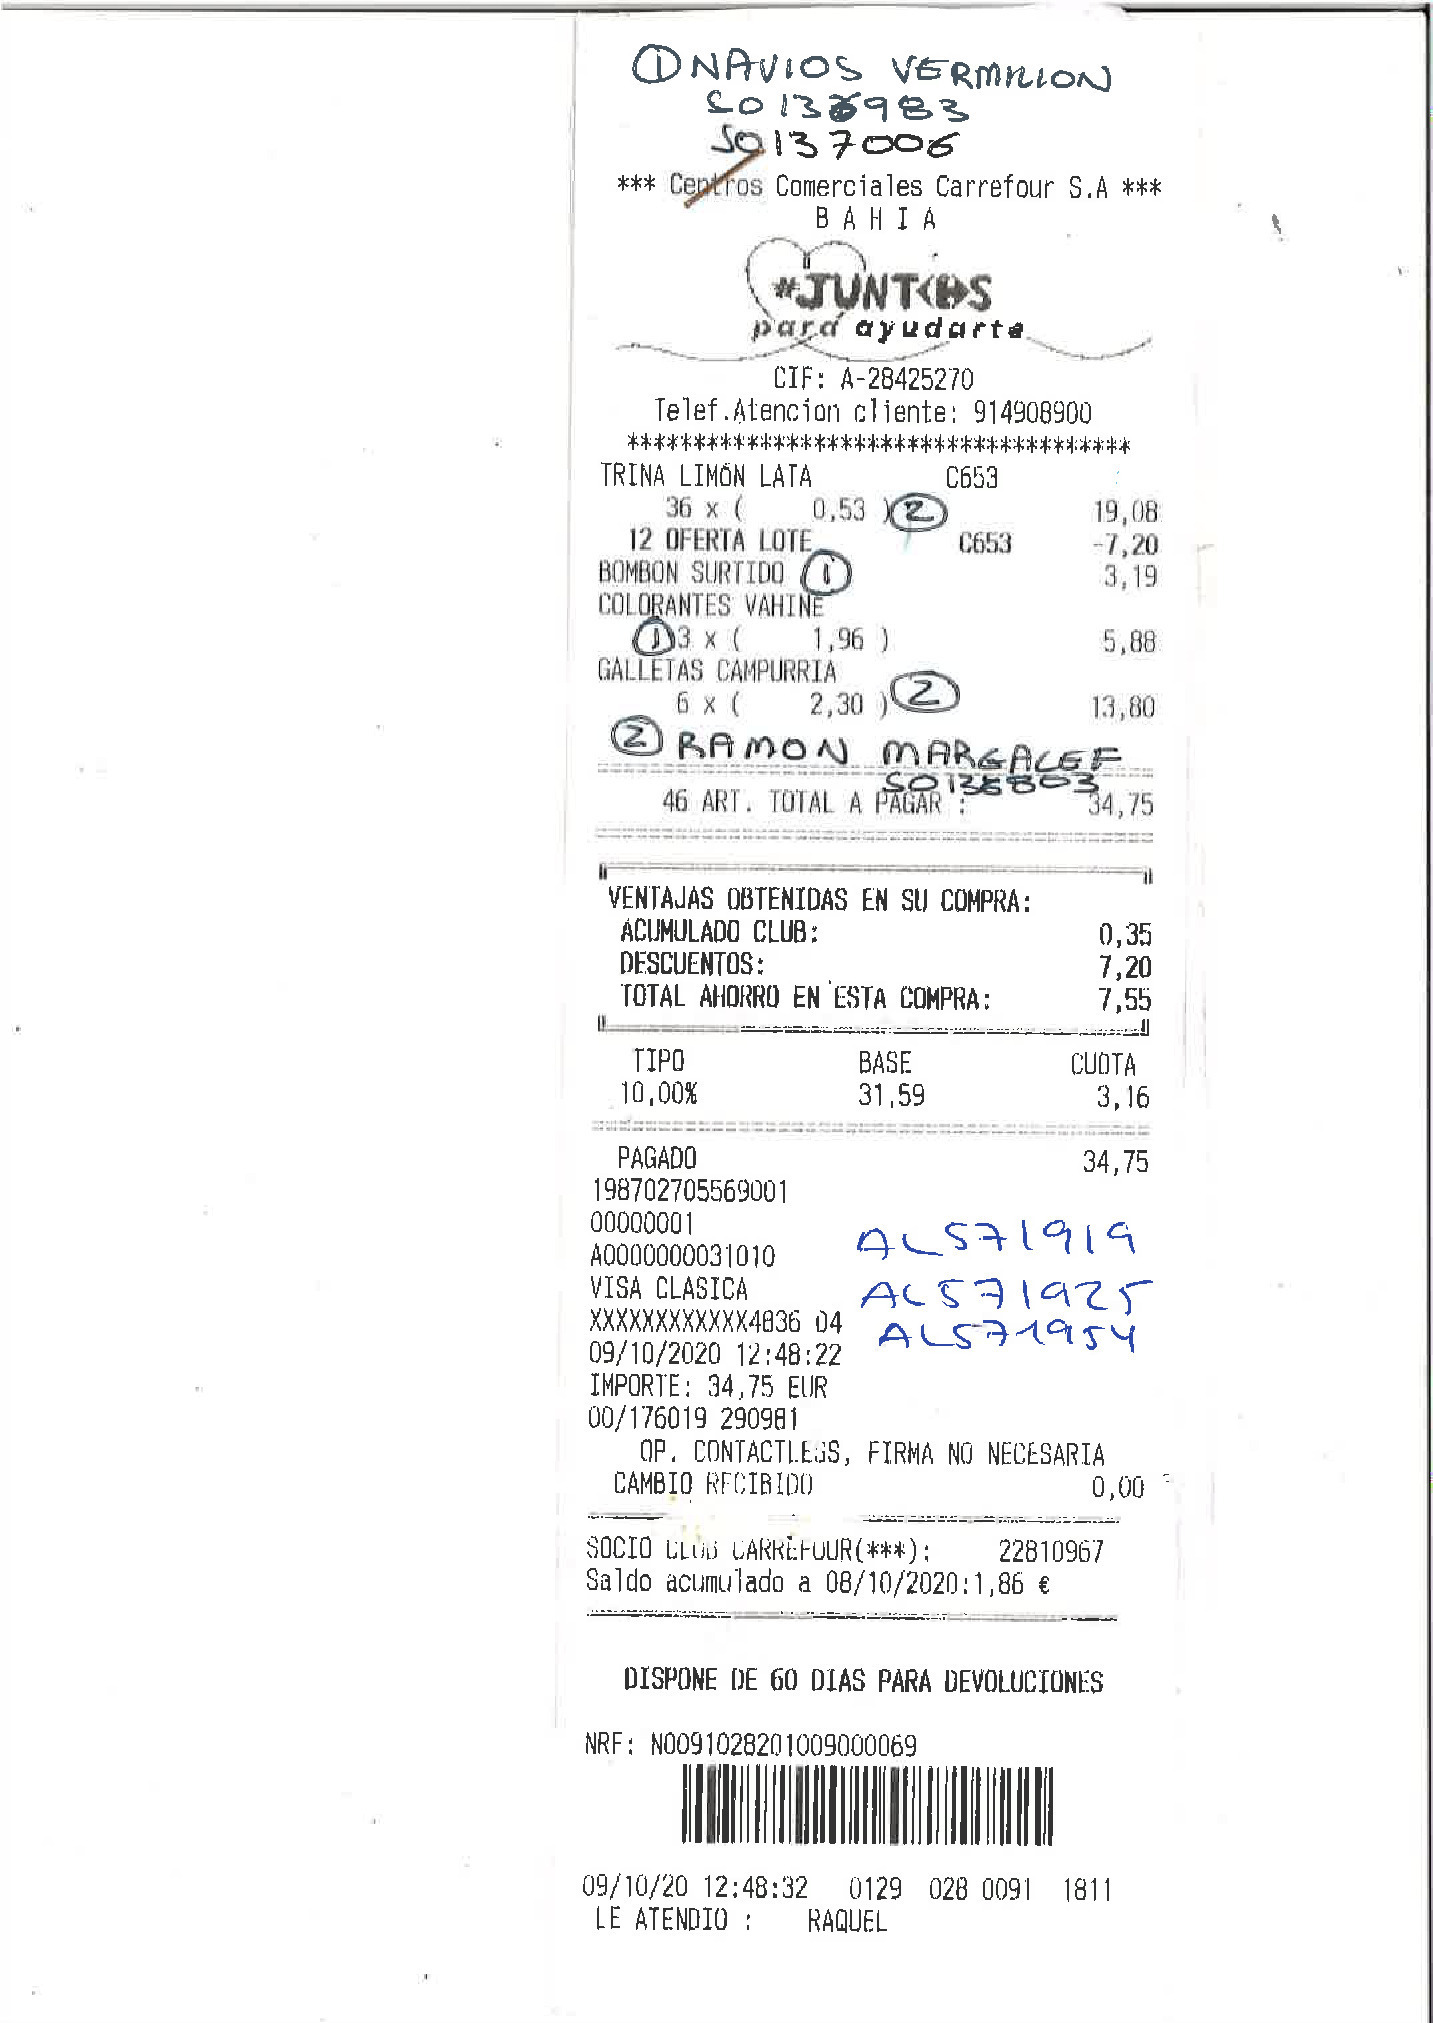 ① NAVIOS VERMILION
SO136983
SO137006
*** Centros Comerciales Carrefour S.A ***
B A H I A
#JUNT<>S
para ayudarte
CIF: A-28425270
Telef.Atencion cliente: 914908900
**************************************
TRINA LIMÓN LATA C653
36 x ( 0,53 ) ② 19,08
12 OFERTA LOTE C653 -7,20
BOMBON SURTIDO ① 3,19
COLORANTES VAHINE
① 3 x ( 1,96 ) 5,88
GALLETAS CAMPURRIA
6 x ( 2,30 ) ② 13,80
② RAMON MARGALEF
SO136803
46 ART. TOTAL A PAGAR : 34,75
VENTAJAS OBTENIDAS EN SU COMPRA:
ACUMULADO CLUB: 0,35
DESCUENTOS: 7,20
TOTAL AHORRO EN ESTA COMPRA: 7,55
TIPO BASE CUOTA
10,00% 31,59 3,16
PAGADO 34,75
198702705569001
00000001
A0000000031010
VISA CLASICA
XXXXXXXXXXXX4836 04
09/10/2020 12:48:22
IMPORTE: 34,75 EUR
00/176019 290981
AL571919
AL571925
AL571954
OP. CONTACTLESS, FIRMA NO NECESARIA
CAMBIO RECIBIDO 0,00
SOCIO CLUB CARREFOUR(***): 22810967
Saldo acumulado a 08/10/2020:1,86 €
DISPONE DE 60 DIAS PARA DEVOLUCIONES
NRF: N00910282010090000​69
09/10/20 12:48:32 0129 028 0091 1811
LE ATENDIO : RAQUEL